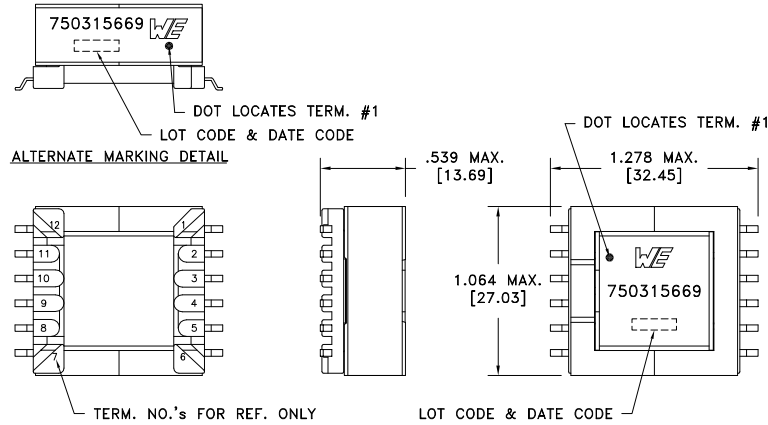 750315669 WE
DOT LOCATES TERM. #1
LOT CODE & DATE CODE
ALTERNATE MARKING DETAIL
DOT LOCATES TERM. #1
.539 MAX.
[13.69]
1.278 MAX.
[32.45]
12
1
11
2
10
3
9
4
8
5
7
6
1.064 MAX.
[27.03]
WE
750315669
TERM. NO.'s FOR REF. ONLY
LOT CODE & DATE CODE